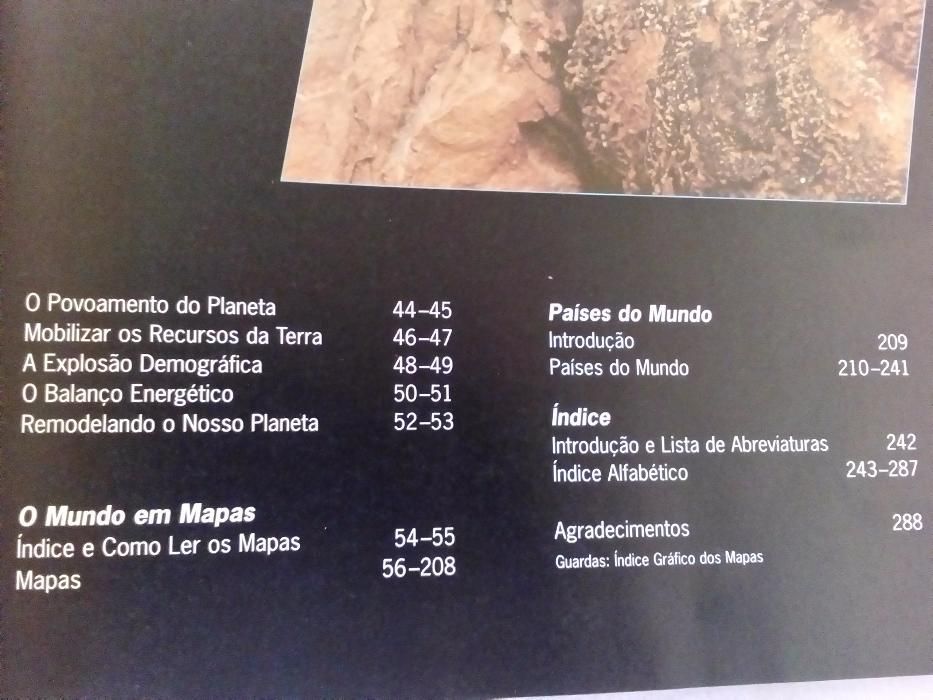 O Povoamento do Planeta 44–45
Mobilizar os Recursos da Terra 46–47
A Explosão Demográfica 48–49
O Balanço Energético 50–51
Remodelando o Nosso Planeta 52–53
O Mundo em Mapas
Índice e Como Ler os Mapas 54–55
Mapas 56–208
Países do Mundo
Introdução 209
Países do Mundo 210–241
Índice
Introdução e Lista de Abreviaturas 242
Índice Alfabético 243–287
Agradecimentos 288
Guardas: Índice Gráfico dos Mapas